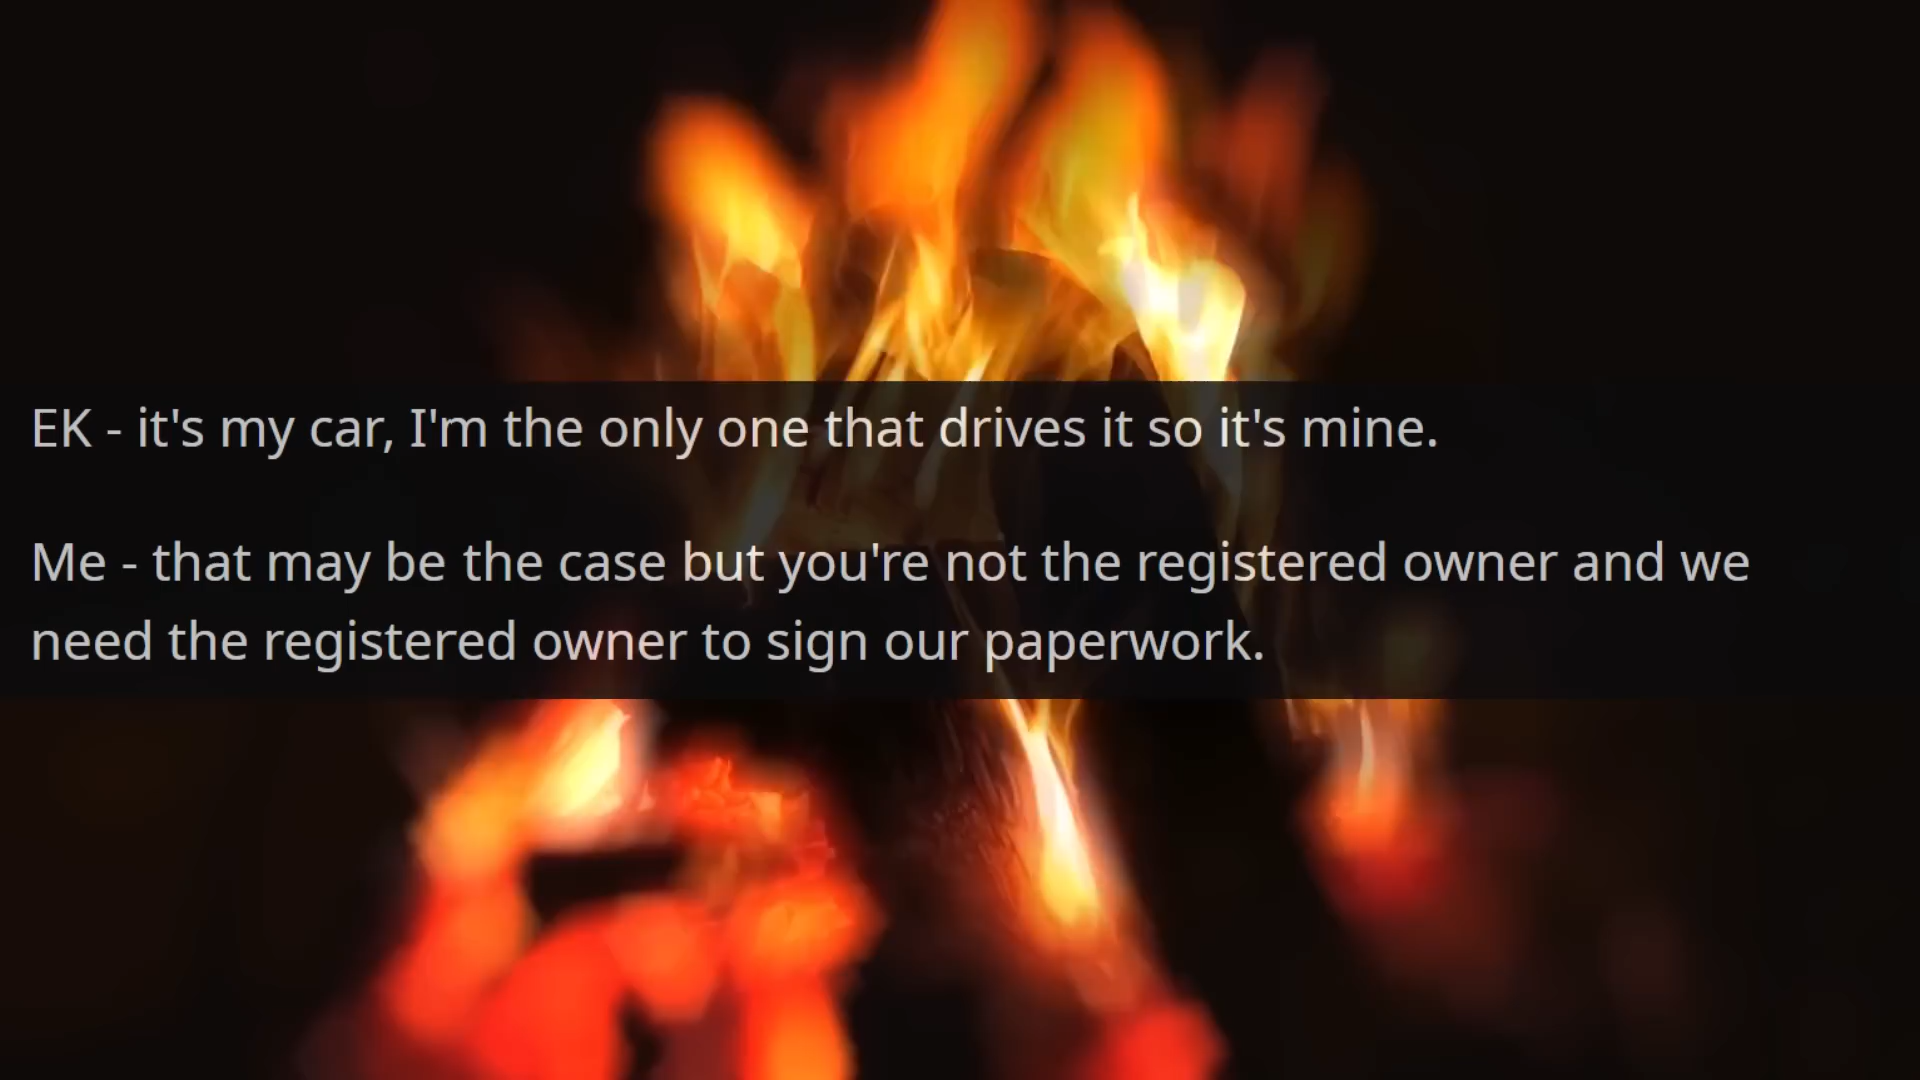 EK - it's my car, I'm the only one that drives it so it's mine.
Me - that may be the case but you're not the registered owner and we
need the registered owner to sign our paperwork.